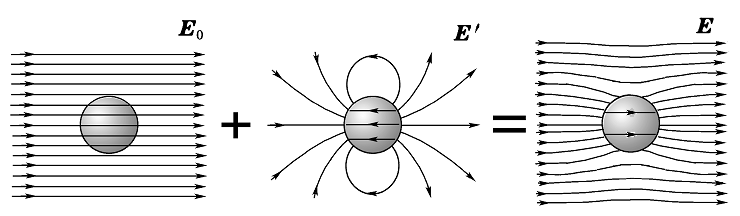 E₀
+
E′
=
E